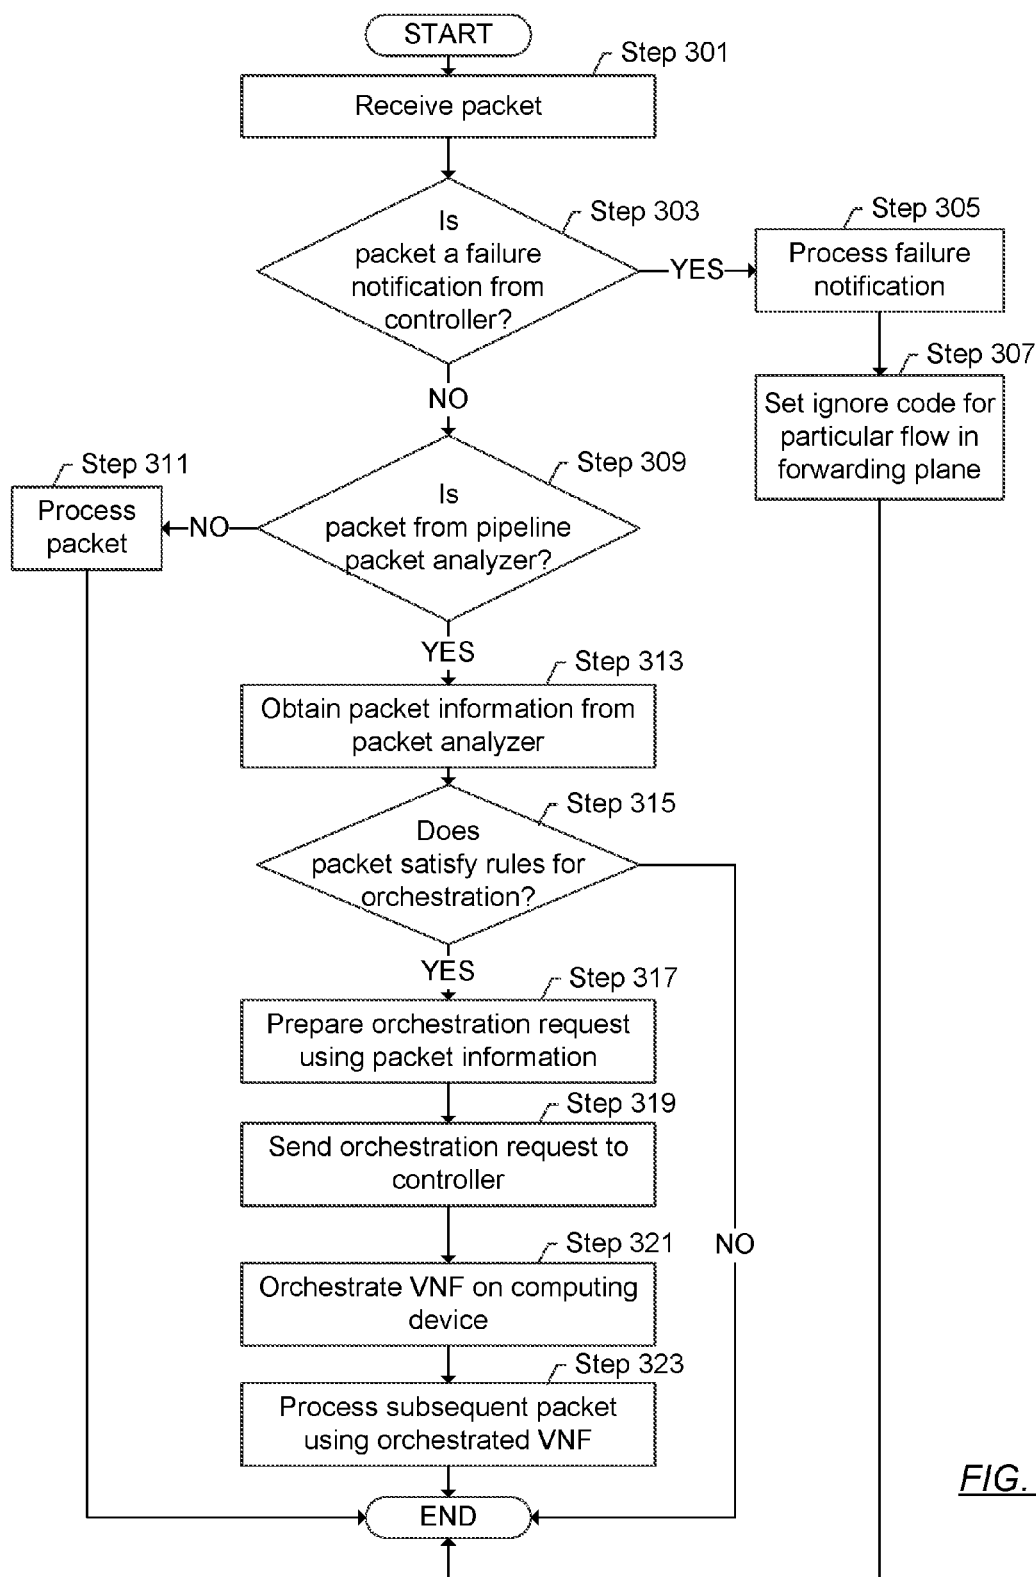 START
Step 301
Receive packet
Step 303
Is
packet a failure
notification from
controller?
YES
Step 305
Process failure
notification
Step 307
Set ignore code for
particular flow in
forwarding plane
NO
Step 309
Is
packet from pipeline
packet analyzer?
NO
Step 311
Process
packet
YES
Step 313
Obtain packet information from
packet analyzer
Step 315
Does
packet satisfy rules for
orchestration?
YES
Step 317
Prepare orchestration request
using packet information
Step 319
Send orchestration request to
controller
NO
Step 321
Orchestrate VNF on computing
device
Step 323
Process subsequent packet
using orchestrated VNF
END
FIG.